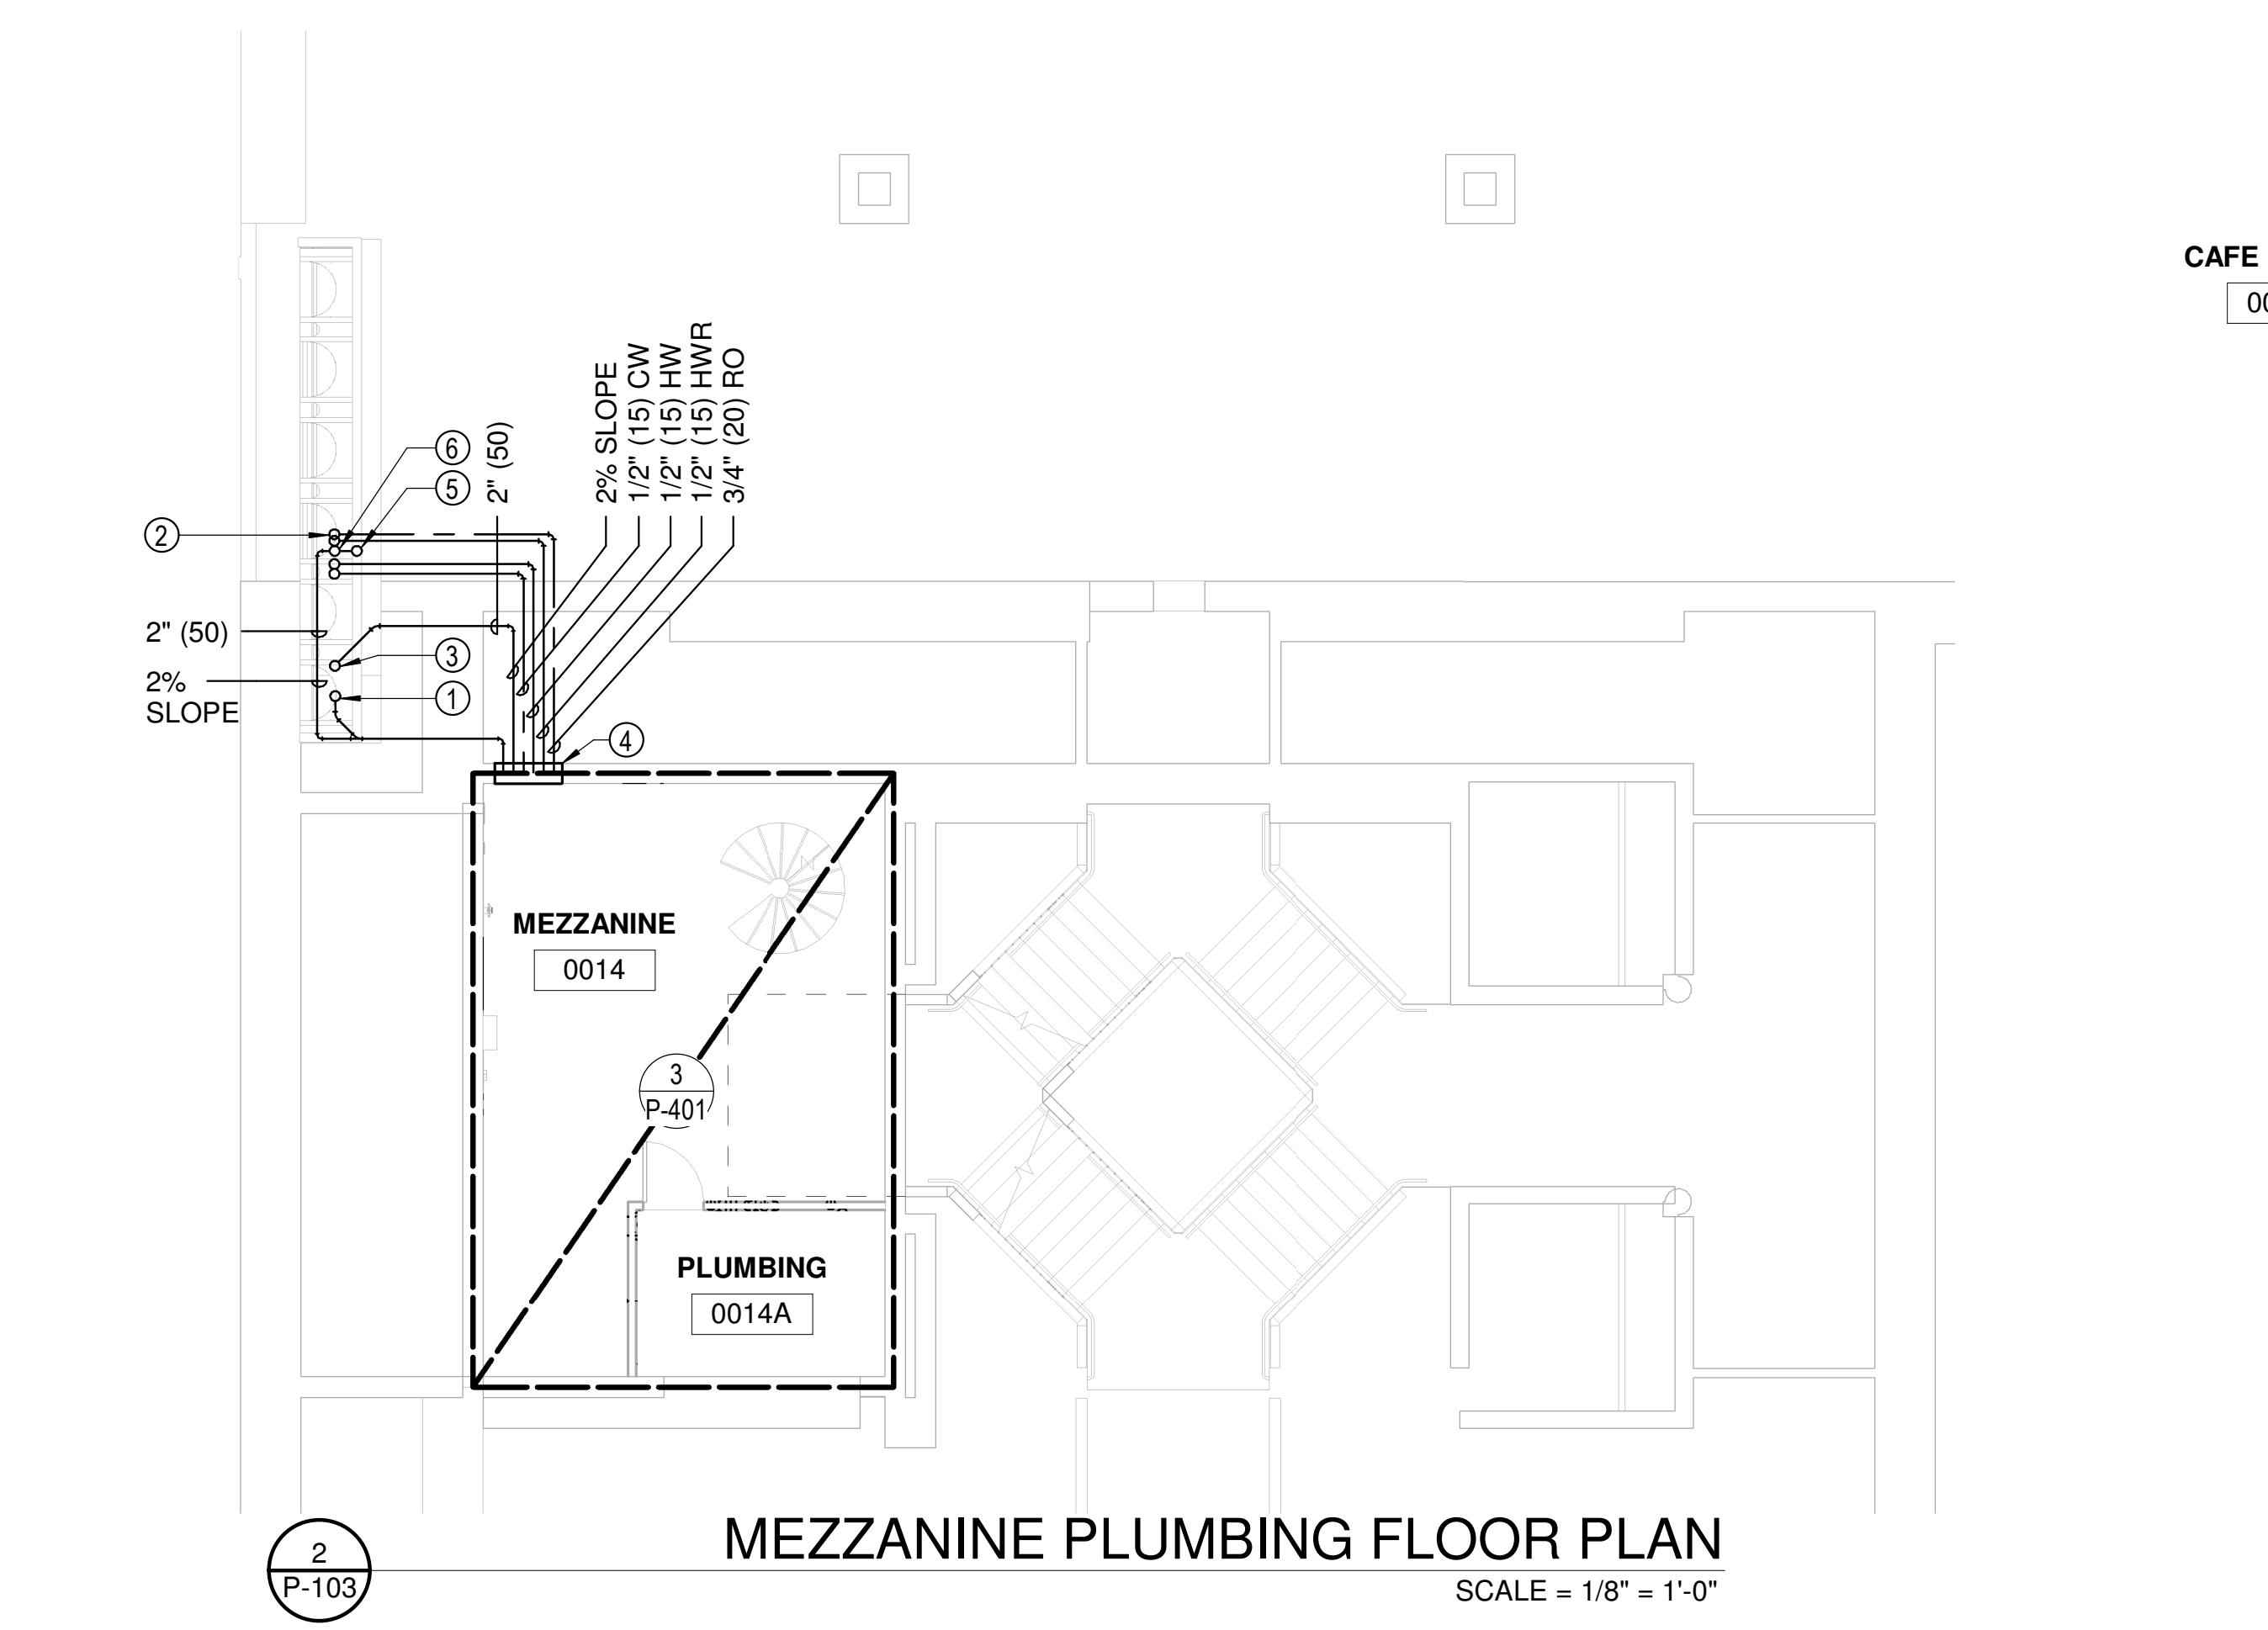 CAFE
2% SLOPE
1/2" (15) CW
1/2" (15) HW
1/2" (15) HWR
3/4" (20) RO
2" (50)
6
5
2
2" (50)
3
2%
SLOPE
1
4
MEZZANINE
0014
3
P-401
PLUMBING
0014A
MEZZANINE PLUMBING FLOOR PLAN
2
P-103
SCALE = 1/8" = 1'-0"